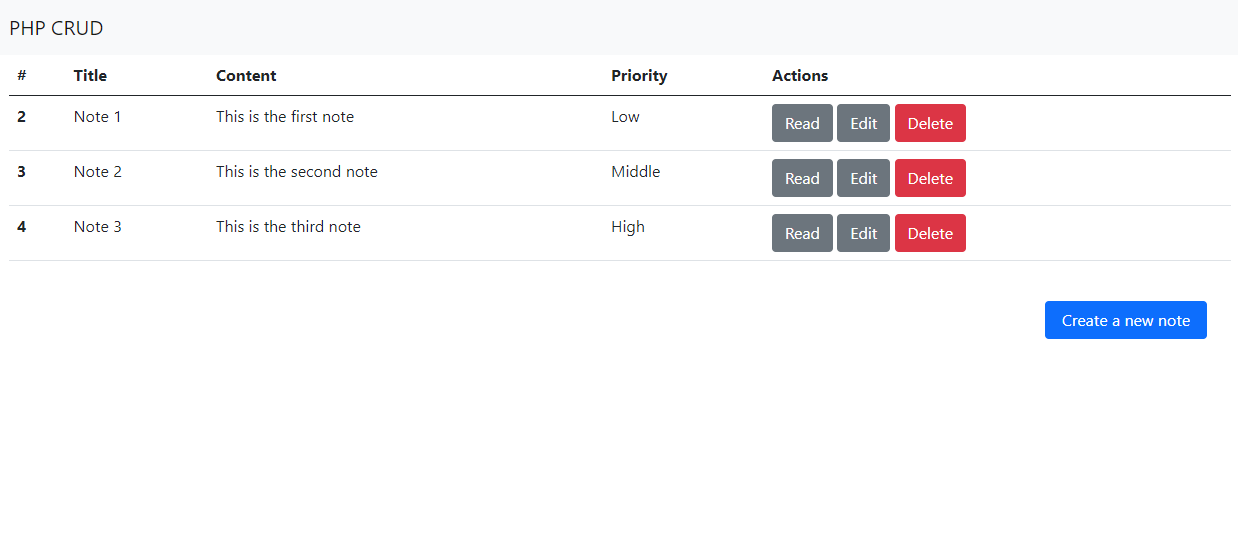 PHP CRUD
# Title Content Priority Actions
2 Note 1 This is the first note Low Read Edit Delete
3 Note 2 This is the second note Middle Read Edit Delete
4 Note 3 This is the third note High Read Edit Delete
Create a new note